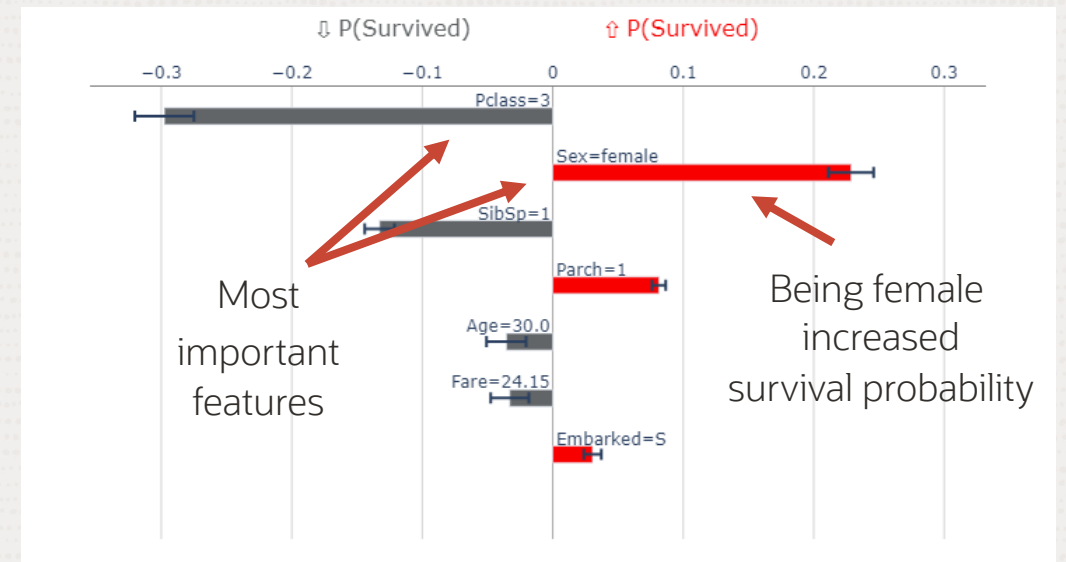 ⇩ P(Survived) ⇧ P(Survived)
−0.3 −0.2 −0.1 0 0.1 0.2 0.3
Pclass=3
Sex=female
SibSp=1
Parch=1
Age=30.0
Fare=24.15
Embarked=S
Most
important
features
Being female
increased
survival probability